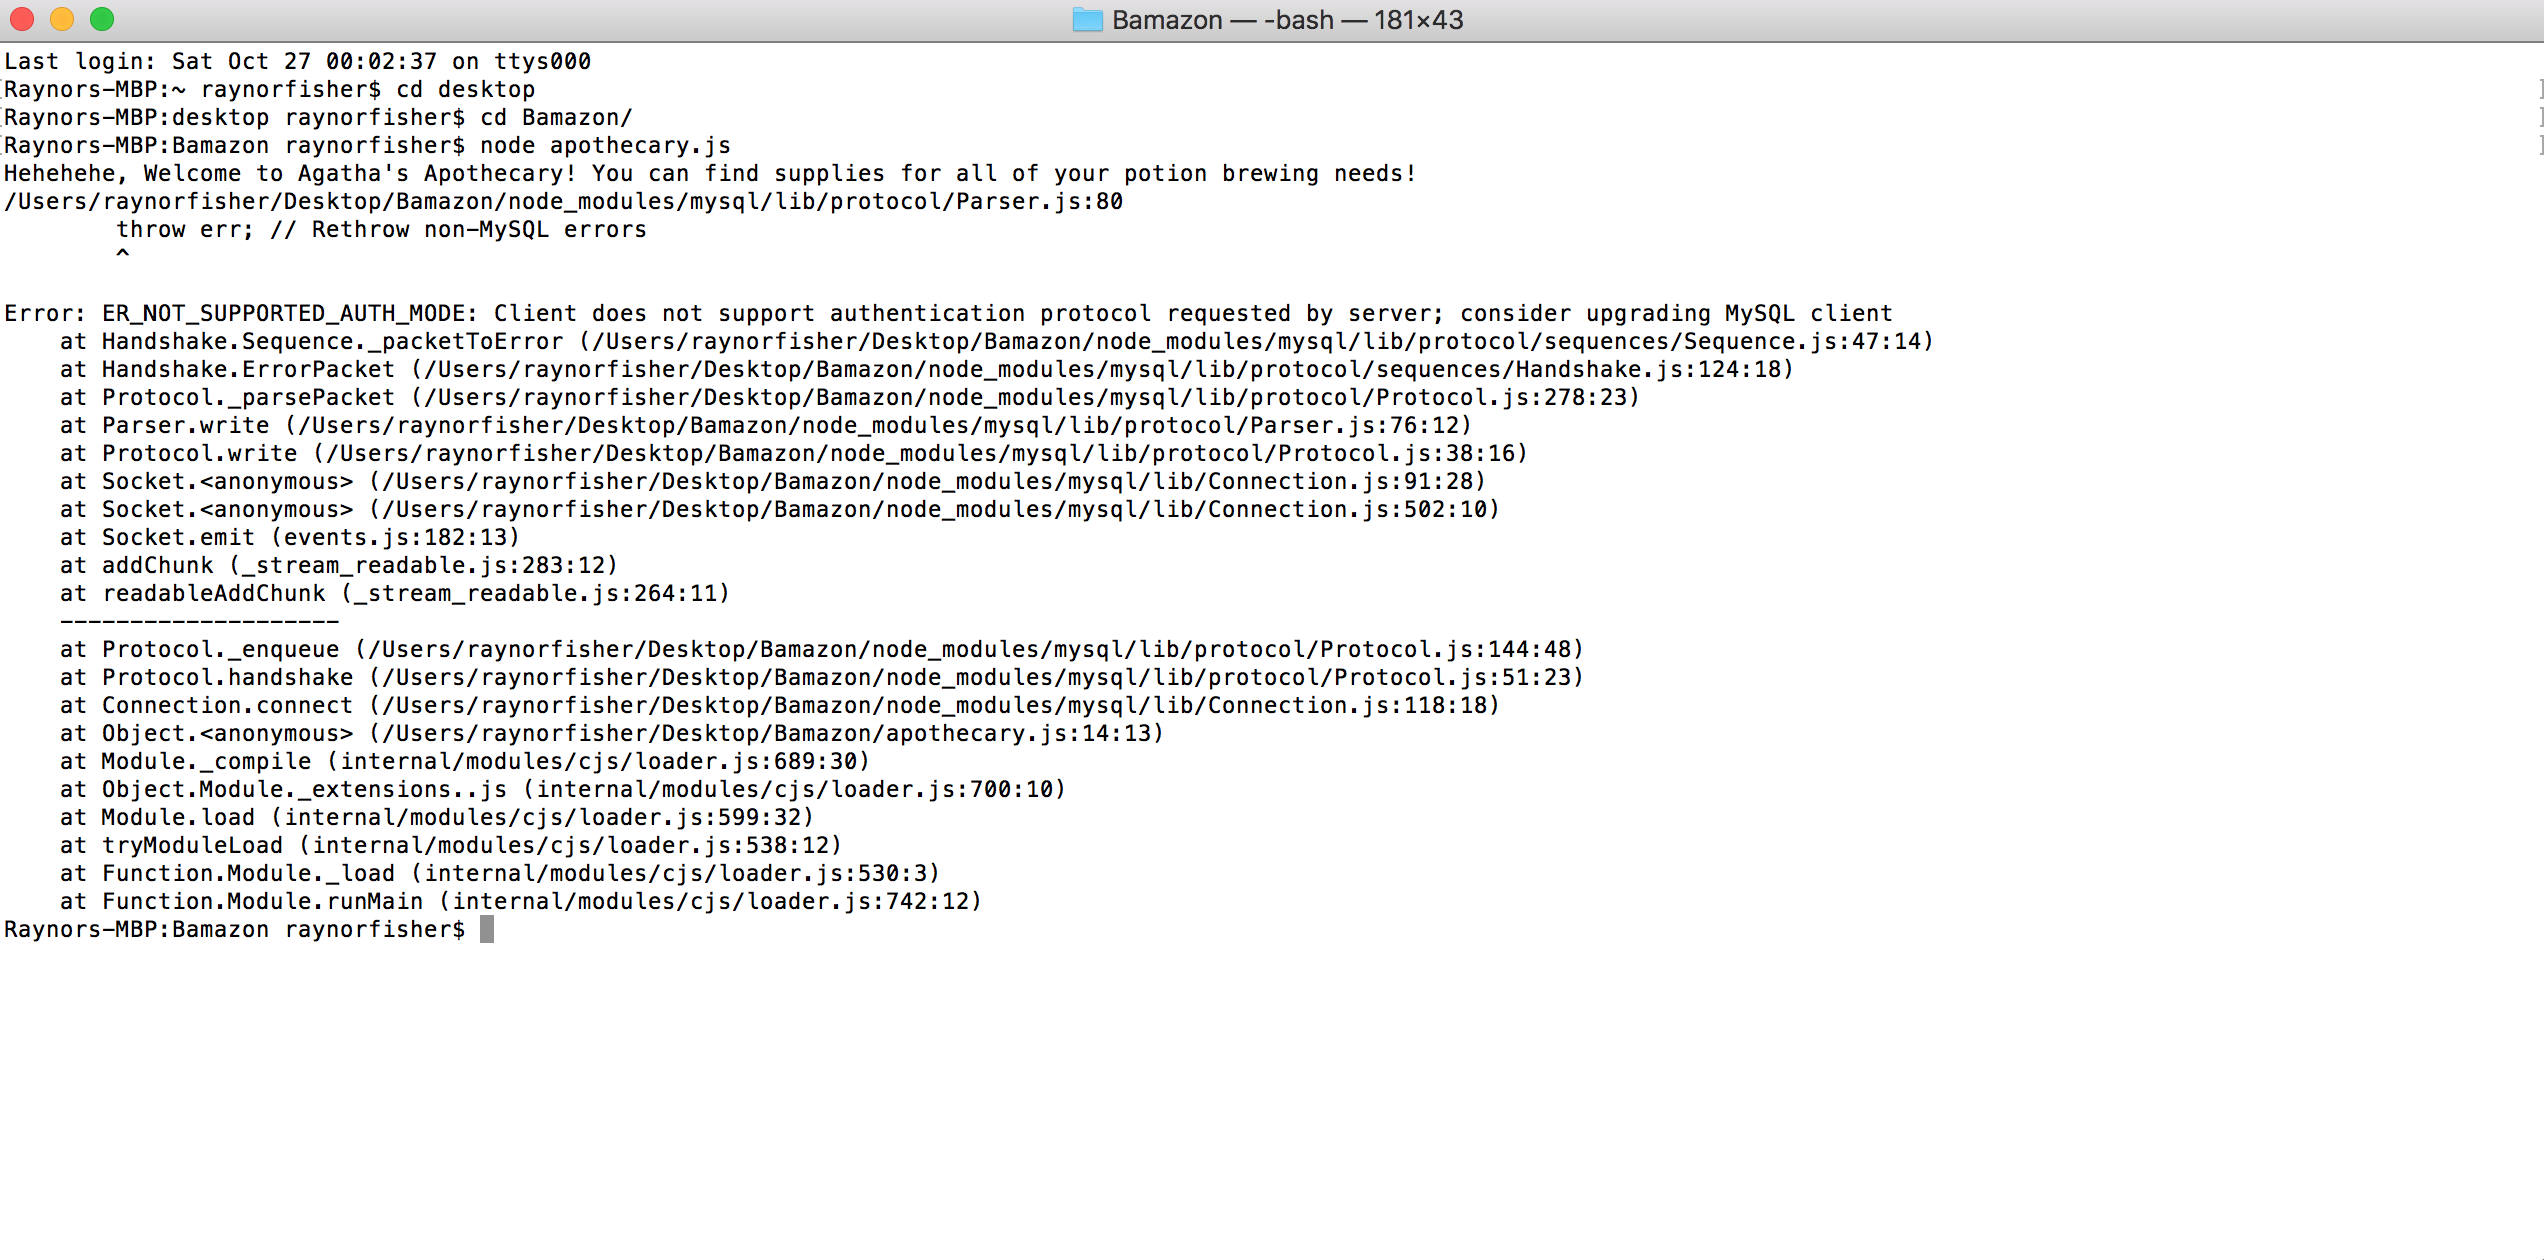 Bamazon — -bash — 181×43
Last login: Sat Oct 27 00:02:37 on ttys000
[Raynors-MBP:~ raynorfisher$ cd desktop ]
[Raynors-MBP:desktop raynorfisher$ cd Bamazon/ ]
[Raynors-MBP:Bamazon raynorfisher$ node apothecary.js ]
Hehehehe, Welcome to Agatha's Apothecary! You can find supplies for all of your potion brewing needs!
/Users/raynorfisher/Desktop/Bamazon/node_modules/mysql/lib/protocol/Parser.js:80
        throw err; // Rethrow non-MySQL errors
        ^
Error: ER_NOT_SUPPORTED_AUTH_MODE: Client does not support authentication protocol requested by server; consider upgrading MySQL client
    at Handshake.Sequence._packetToError (/Users/raynorfisher/Desktop/Bamazon/node_modules/mysql/lib/protocol/sequences/Sequence.js:47:14)
    at Handshake.ErrorPacket (/Users/raynorfisher/Desktop/Bamazon/node_modules/mysql/lib/protocol/sequences/Handshake.js:124:18)
    at Protocol._parsePacket (/Users/raynorfisher/Desktop/Bamazon/node_modules/mysql/lib/protocol/Protocol.js:278:23)
    at Parser.write (/Users/raynorfisher/Desktop/Bamazon/node_modules/mysql/lib/protocol/Parser.js:76:12)
    at Protocol.write (/Users/raynorfisher/Desktop/Bamazon/node_modules/mysql/lib/protocol/Protocol.js:38:16)
    at Socket.<anonymous> (/Users/raynorfisher/Desktop/Bamazon/node_modules/mysql/lib/Connection.js:91:28)
    at Socket.<anonymous> (/Users/raynorfisher/Desktop/Bamazon/node_modules/mysql/lib/Connection.js:502:10)
    at Socket.emit (events.js:182:13)
    at addChunk (_stream_readable.js:283:12)
    at readableAddChunk (_stream_readable.js:264:11)
    --------------------
    at Protocol._enqueue (/Users/raynorfisher/Desktop/Bamazon/node_modules/mysql/lib/protocol/Protocol.js:144:48)
    at Protocol.handshake (/Users/raynorfisher/Desktop/Bamazon/node_modules/mysql/lib/protocol/Protocol.js:51:23)
    at Connection.connect (/Users/raynorfisher/Desktop/Bamazon/node_modules/mysql/lib/Connection.js:118:18)
    at Object.<anonymous> (/Users/raynorfisher/Desktop/Bamazon/apothecary.js:14:13)
    at Module._compile (internal/modules/cjs/loader.js:689:30)
    at Object.Module._extensions..js (internal/modules/cjs/loader.js:700:10)
    at Module.load (internal/modules/cjs/loader.js:599:32)
    at tryModuleLoad (internal/modules/cjs/loader.js:538:12)
    at Function.Module._load (internal/modules/cjs/loader.js:530:3)
    at Function.Module.runMain (internal/modules/cjs/loader.js:742:12)
Raynors-MBP:Bamazon raynorfisher$